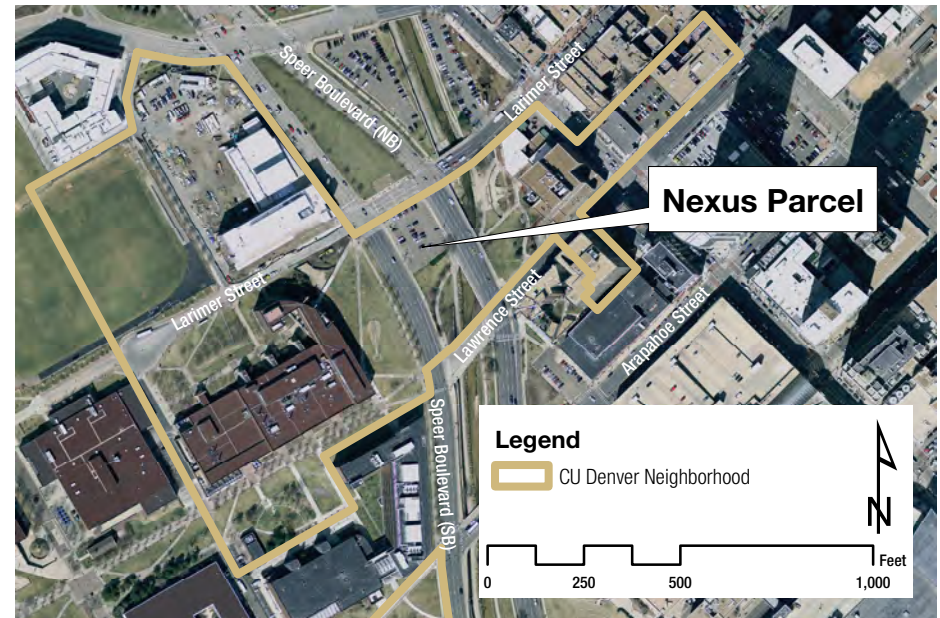 Speer Boulevard (NB)
Larimer Street
Nexus Parcel
Larimer Street
Lawrence Street
Arapahoe Street
Speer Boulevard (SB)
Legend
CU Denver Neighborhood
N
Feet
0 250 500 1,000